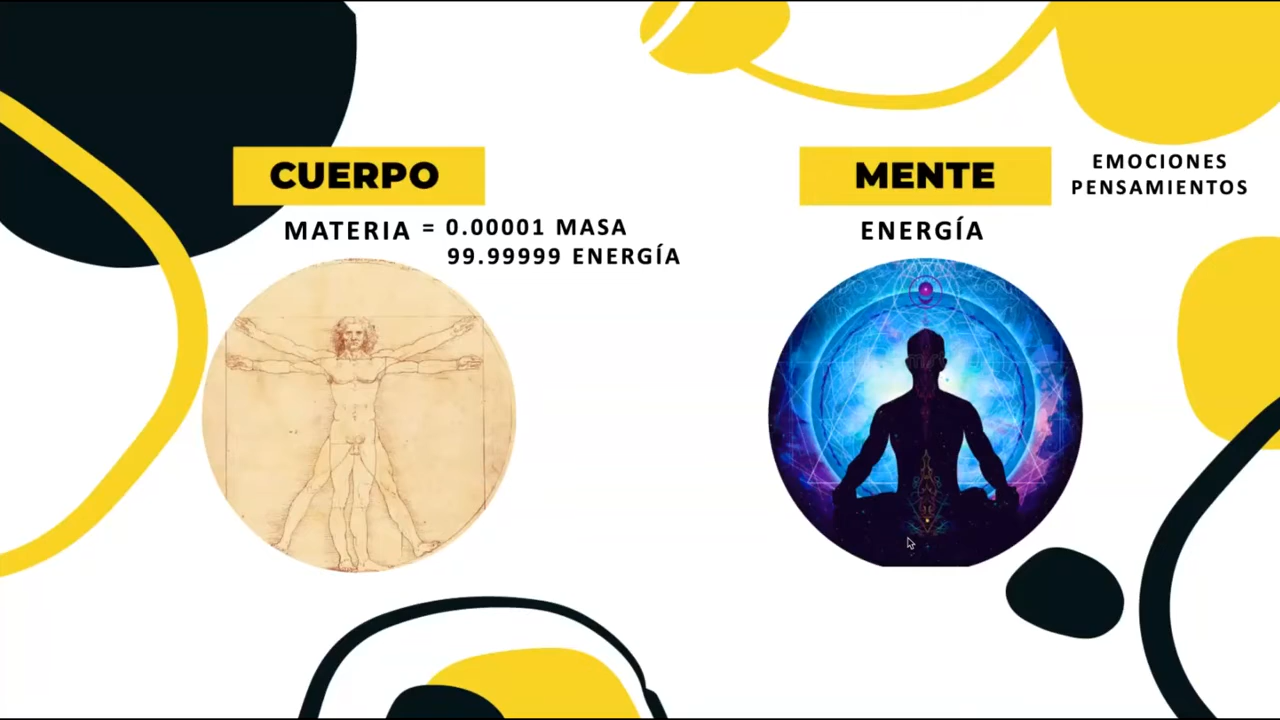 CUERPO
MATERIA = 0.00001 MASA
99.99999 ENERGÍA
MENTE
ENERGÍA
EMOCIONES
PENSAMIENTOS